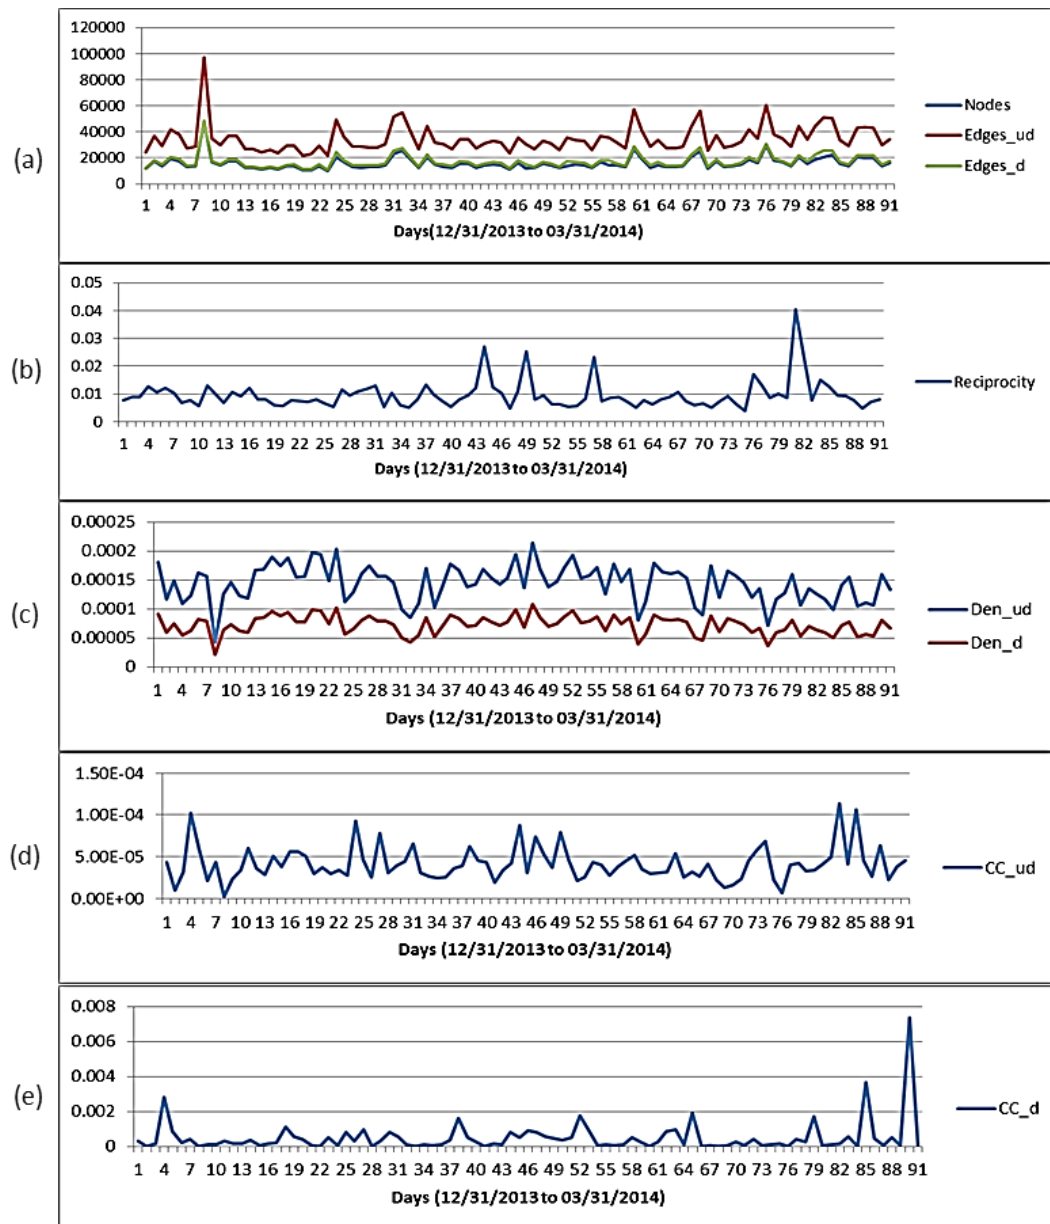 120000
100000
80000
60000
40000
20000
0
1 4 7 10 13 16 19 22 25 28 31 34 37 40 43 46 49 52 55 58 61 64 67 70 73 76 79 82 85 88 91
Days(12/31/2013 to 03/31/2014)
Nodes
Edges_ud
Edges_d
(a)
0.05
0.04
0.03
0.02
0.01
0
1 4 7 10 13 16 19 22 25 28 31 34 37 40 43 46 49 52 55 58 61 64 67 70 73 76 79 82 85 88 91
Days (12/31/2013 to 03/31/2014)
Reciprocity
(b)
0.00025
0.0002
0.00015
0.0001
0.00005
0
1 4 7 10 13 16 19 22 25 28 31 34 37 40 43 46 49 52 55 58 61 64 67 70 73 76 79 82 85 88 91
Days (12/31/2013 to 03/31/2014)
Den_ud
Den_d
(c)
1.50E-04
1.00E-04
5.00E-05
0.00E+00
1 4 7 10 13 16 19 22 25 28 31 34 37 40 43 46 49 52 55 58 61 64 67 70 73 76 79 82 85 88 91
Days (12/31/2013 to 03/31/2014)
CC_ud
(d)
0.008
0.006
0.004
0.002
0
1 4 7 10 13 16 19 22 25 28 31 34 37 40 43 46 49 52 55 58 61 64 67 70 73 76 79 82 85 88 91
Days (12/31/2013 to 03/31/2014)
CC_d
(e)